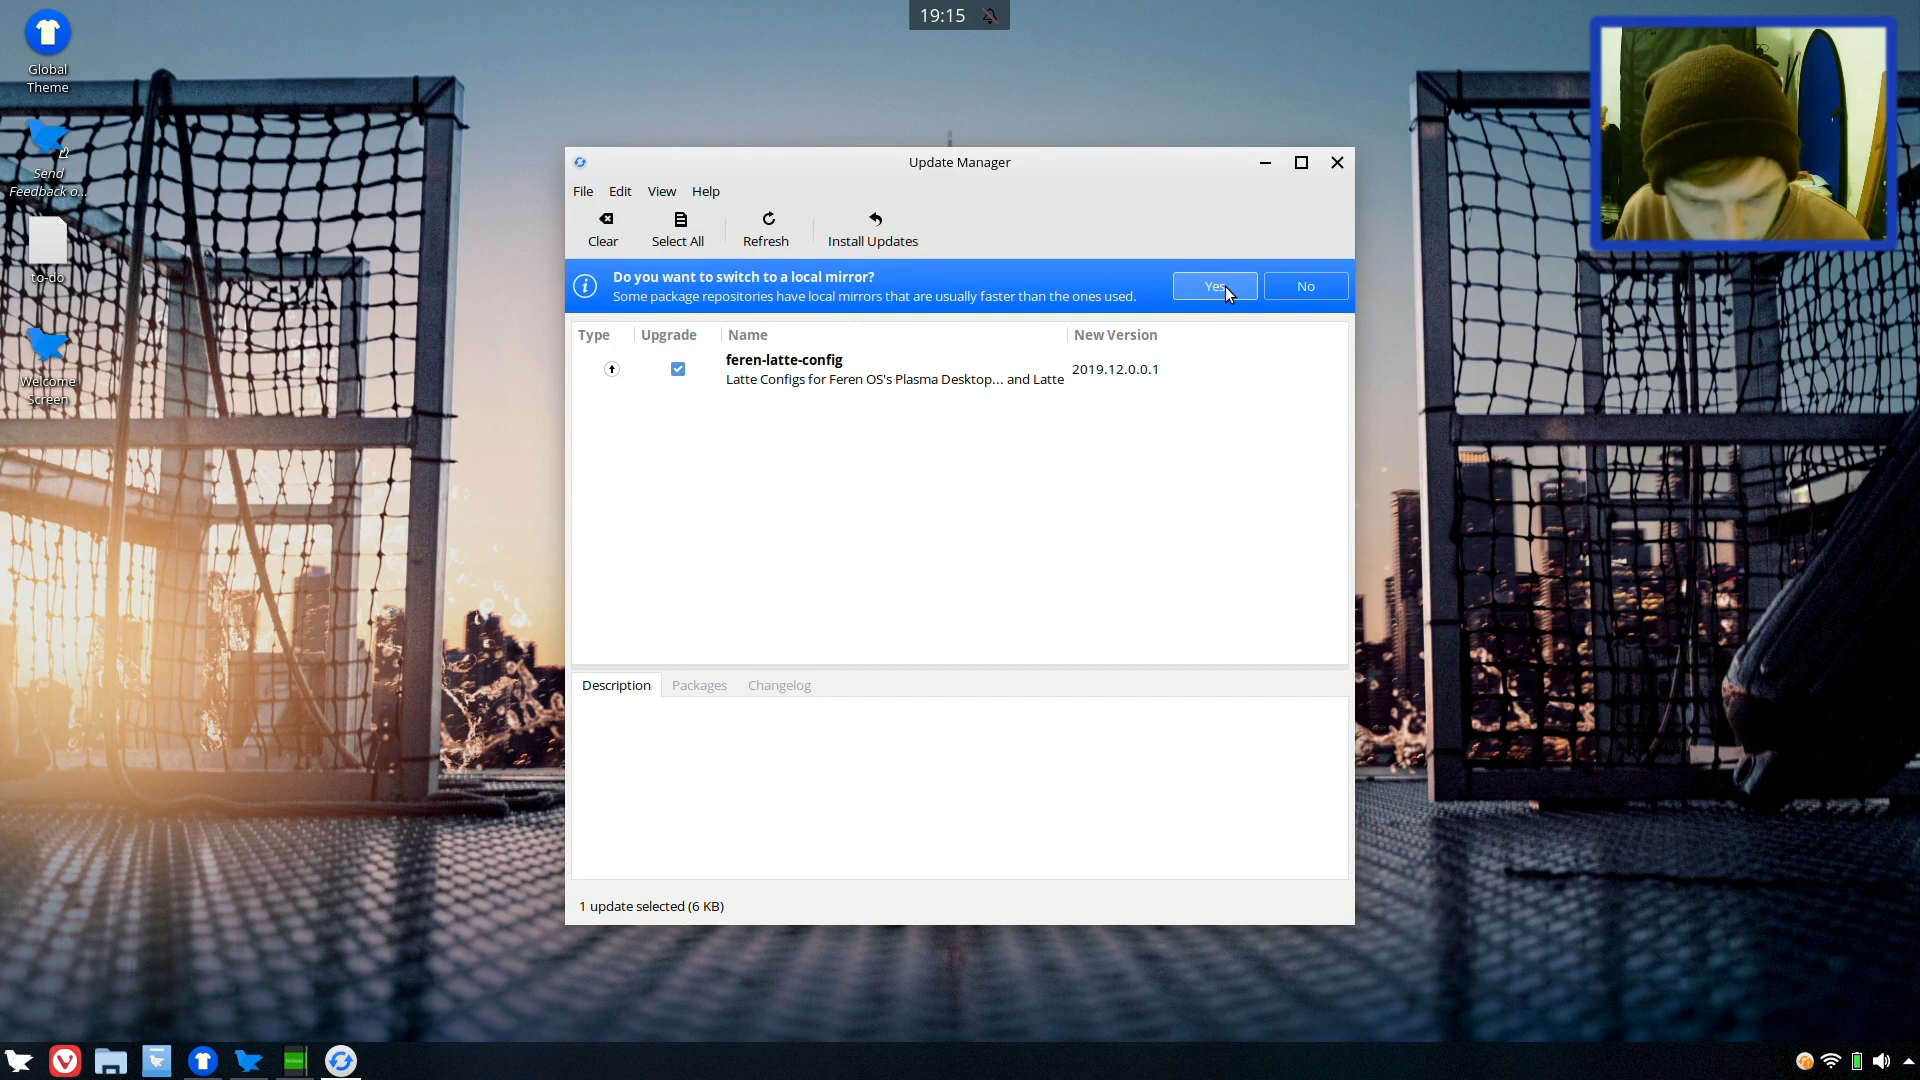 19:15
Global
Theme
Send
Feedback o...
to-do
Welcome
Screen
Update Manager
File Edit View Help
Clear Select All Refresh Install Updates
Do you want to switch to a local mirror?
Some package repositories have local mirrors that are usually faster than the ones used.
Yes No
Type Upgrade Name New Version
feren-latte-config
Latte Configs for Feren OS's Plasma Desktop... and Latte
2019.12.0.0.1
Description Packages Changelog
1 update selected (6 KB)